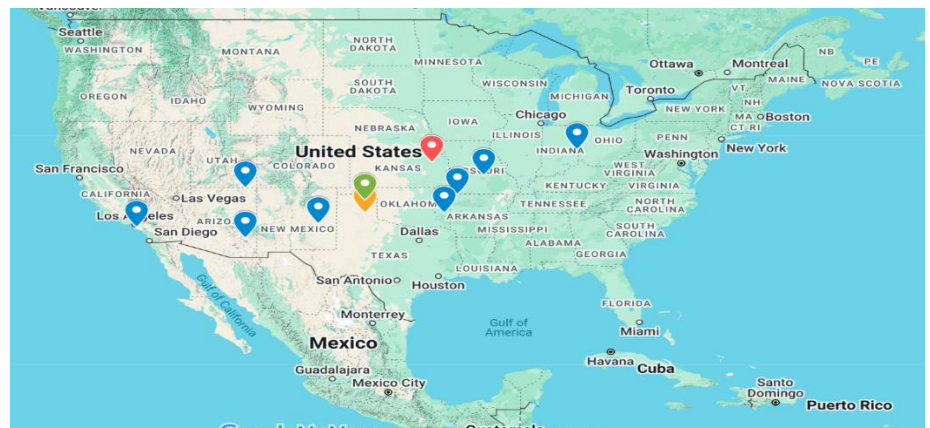 Seattle
WASHINGTON
MONTANA
NORTH
DAKOTA
MINNESOTA
Ottawa
Montreal
NB
PE
NOVA SCOTIA
MAINE
OREGON
IDAHO
SOUTH
DAKOTA
WISCONSIN
MICHIGAN
Toronto
VT
NH
NEW YORK
MA
Boston
CT RI
WYOMING
Chicago
IOWA
NEBRASKA
ILLINOIS
INDIANA
OHIO
PENN
New York
NEVADA
UTAH
COLORADO
United States
KANSAS
SOURI
WEST
VIRGINIA
Washington
San Francisco
CALIFORNIA
Las Vegas
KENTUCKY
VIRGINIA
Los A
geles
ARIZO
NEW MEXICO
OKLAHOM
ARKANSAS
TENNESSEE
NORTH
CAROLINA
San Diego
Dallas
MISSISSIPPI
SOUTH
CAROLINA
ALABAMA
TEXAS
GEORGIA
LOUISIANA
San Antonio
Houston
Gulf of
California
FLORIDA
Monterrey
Gulf of
America
Miami
Mexico
Havana
Cuba
Guadalajara
Mexico City
Santo
Domingo
Puerto Rico